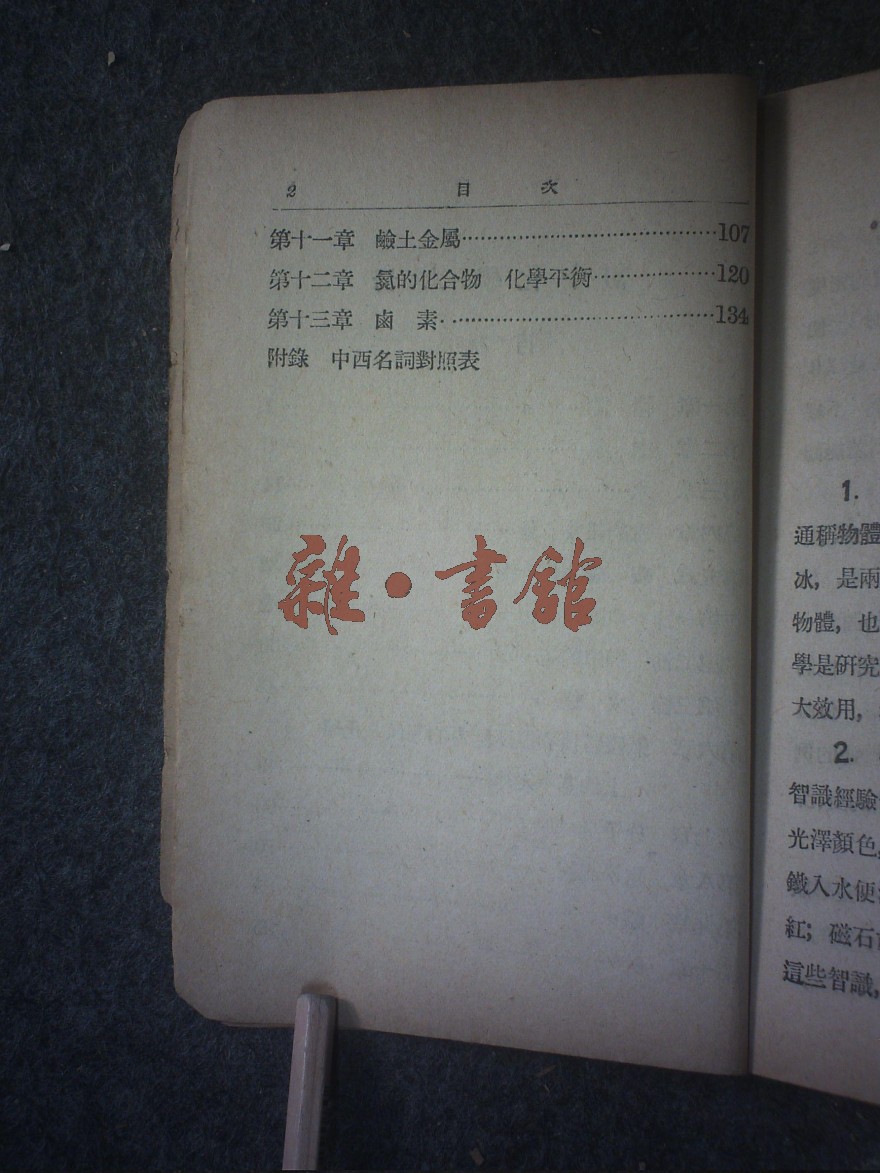 2 目 次
第十一章 鹼土金屬……………………………………107
第十二章 氮的化合物 化學平衡………………120
第十三章 鹵 素……………………………………134
附錄 中西名詞對照表
雜•書館
1.
通稱物體
冰，是兩
物體，也
學是研究
大效用，
2.
智識經驗
光澤顏色，
鐵入水便
紅；磁石
這些智識，